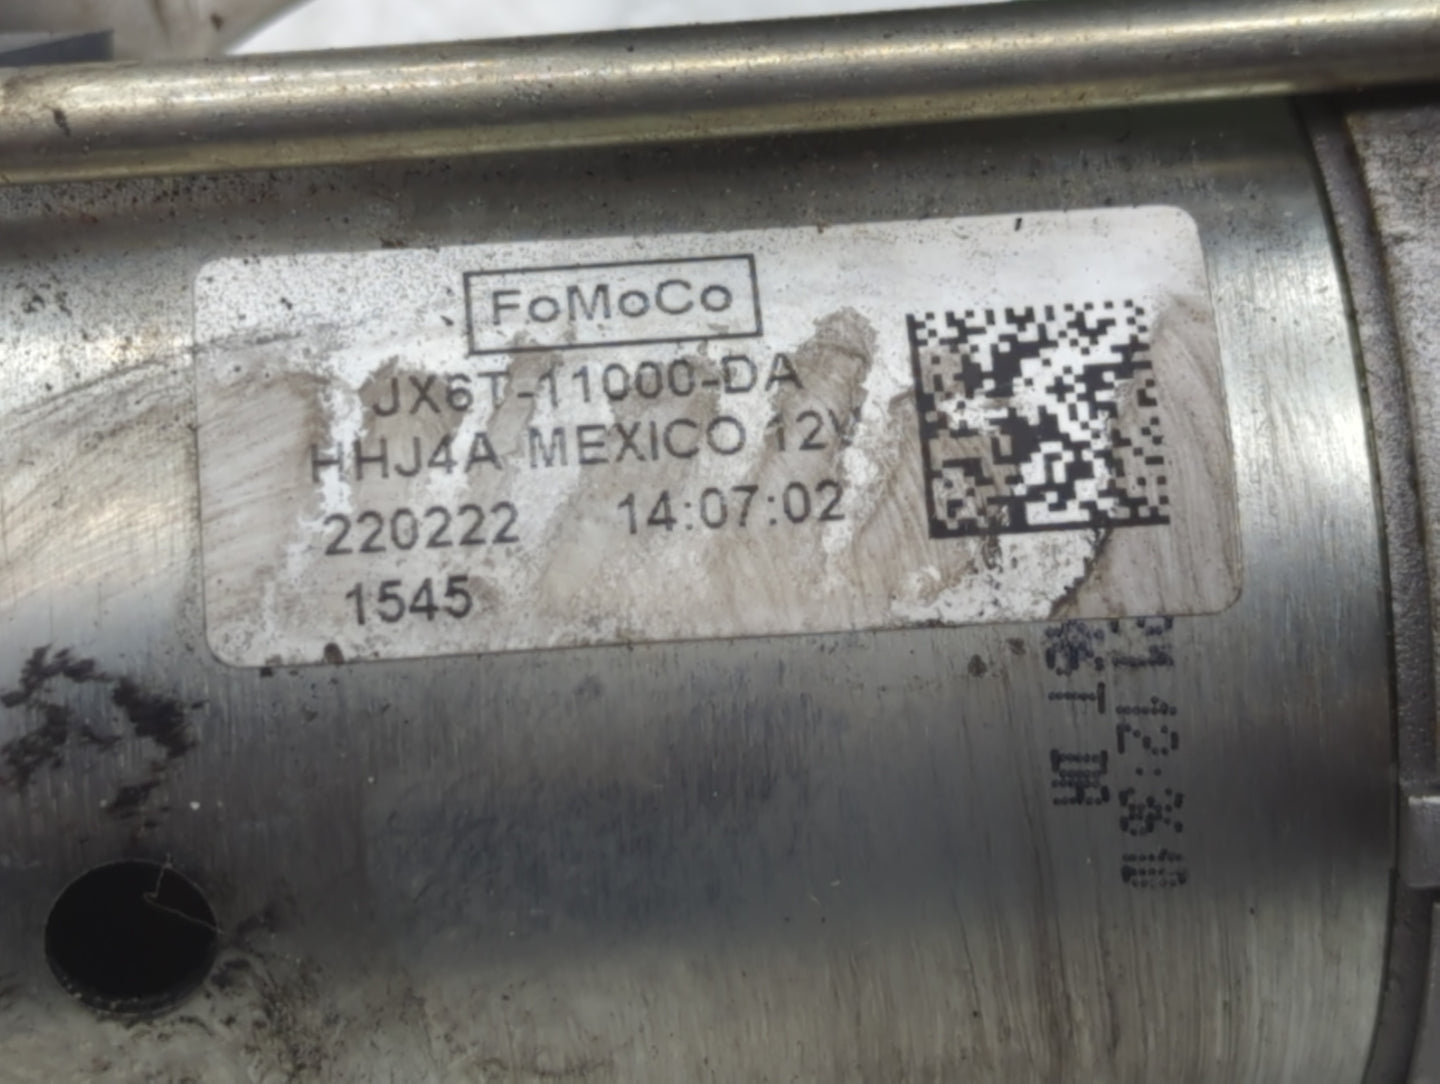 FoMoCo
JX6T-11000-DA
HHJ4A MEXICO 12V
220222 14:07:02
1545